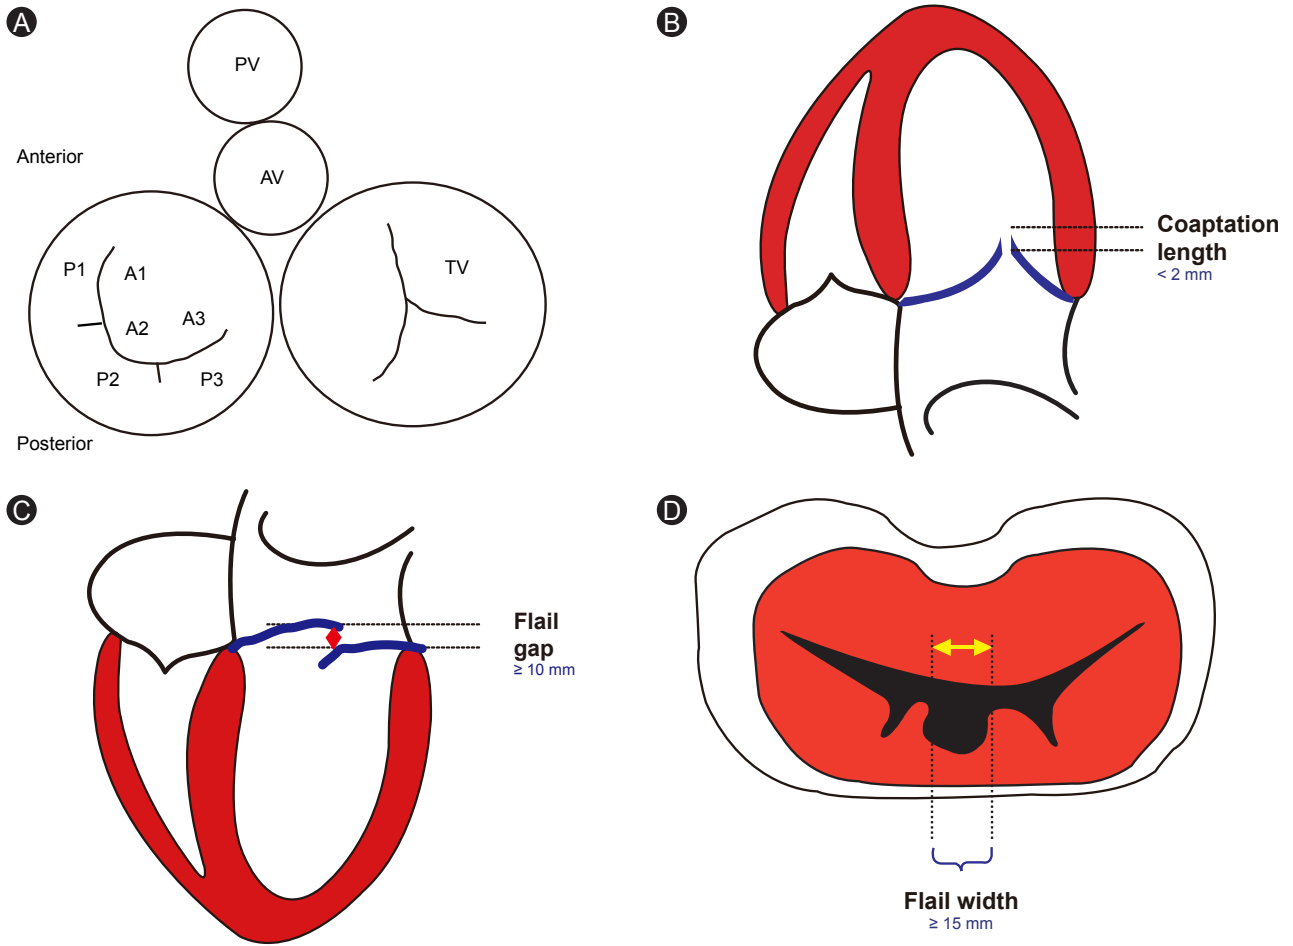 A
PV
Anterior
AV
P1
A1
A2
A3
P2
P3
TV
Posterior
B
Coaptation
length
< 2 mm
C
Flail
gap
≥ 10 mm
D
Flail width
≥ 15 mm